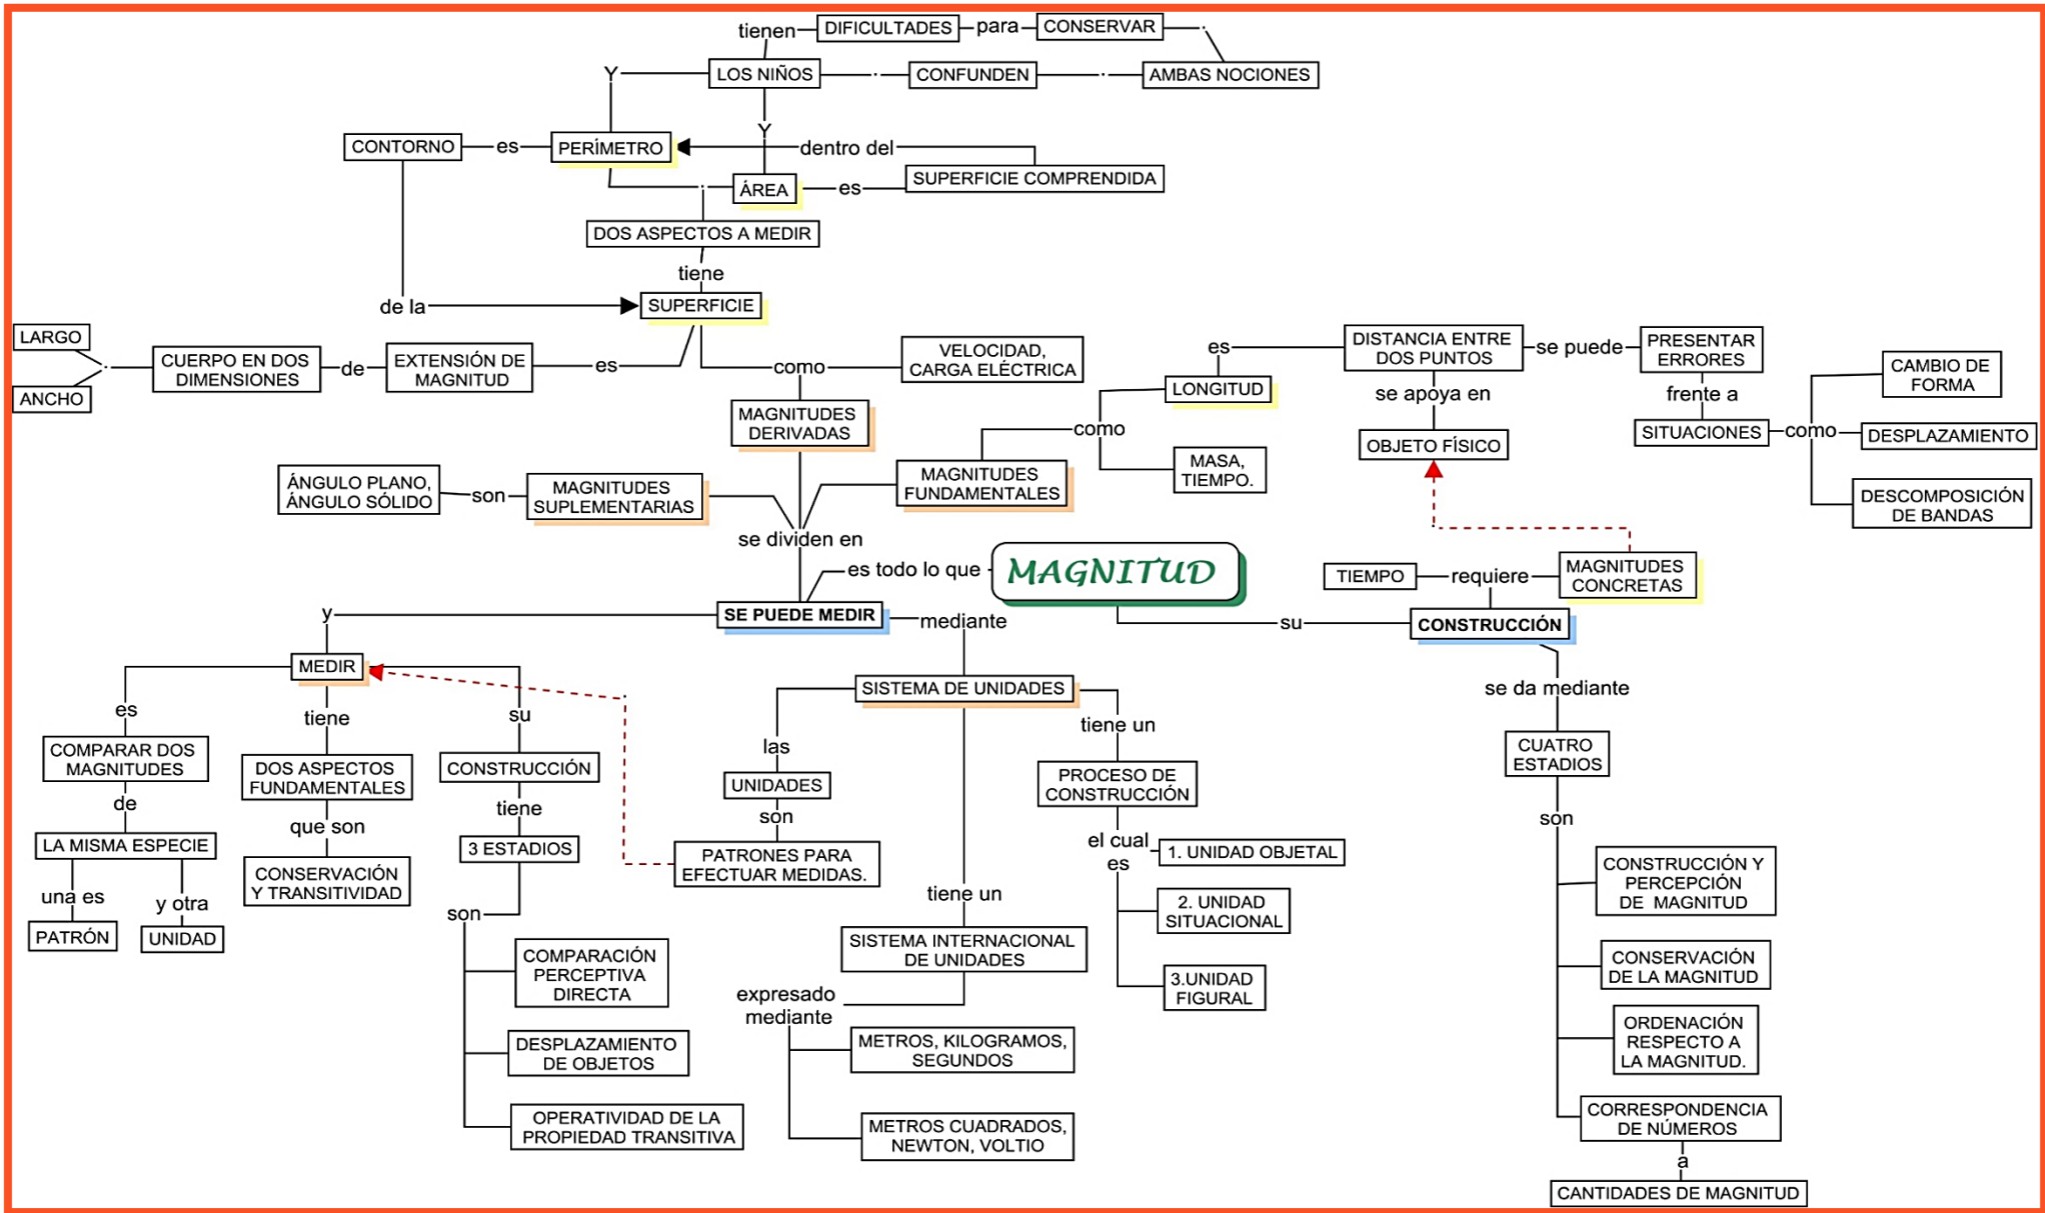 tienen
DIFICULTADES
para
CONSERVAR
Y
LOS NIÑOS
CONFUNDEN
AMBAS NOCIONES
Y
CONTORNO
es
PERÍMETRO
dentro del
ÁREA
es
SUPERFICIE COMPRENDIDA
DOS ASPECTOS A MEDIR
tiene
de la
SUPERFICIE
LARGO
ANCHO
CUERPO EN DOS
DIMENSIONES
de
EXTENSIÓN DE
MAGNITUD
es
como
VELOCIDAD,
CARGA ELÉCTRICA
MAGNITUDES
DERIVADAS
es
LONGITUD
DISTANCIA ENTRE
DOS PUNTOS
se puede
PRESENTAR
ERRORES
se apoya en
frente a
CAMBIO DE
FORMA
OBJETO FÍSICO
SITUACIONES
como
DESPLAZAMIENTO
DESCOMPOSICIÓN
DE BANDAS
como
MASA,
TIEMPO.
ÁNGULO PLANO,
ÁNGULO SÓLIDO
son
MAGNITUDES
SUPLEMENTARIAS
MAGNITUDES
FUNDAMENTALES
se dividen en
es todo lo que
MAGNITUD
TIEMPO
requiere
MAGNITUDES
CONCRETAS
y
SE PUEDE MEDIR
mediante
su
CONSTRUCCIÓN
MEDIR
SISTEMA DE UNIDADES
se da mediante
es
tiene
su
las
tiene un
CUATRO
ESTADIOS
COMPARAR DOS
MAGNITUDES
DOS ASPECTOS
FUNDAMENTALES
CONSTRUCCIÓN
UNIDADES
PROCESO DE
CONSTRUCCIÓN
de
que son
tiene
son
el cual
es
son
LA MISMA ESPECIE
3 ESTADIOS
PATRONES PARA
EFECTUAR MEDIDAS.
1. UNIDAD OBJETAL
CONSTRUCCIÓN Y
PERCEPCIÓN
DE MAGNITUD
CONSERVACIÓN
Y TRANSITIVIDAD
una es
y otra
tiene un
2. UNIDAD
SITUACIONAL
son
PATRÓN
UNIDAD
SISTEMA INTERNACIONAL
DE UNIDADES
CONSERVACIÓN
DE LA MAGNITUD
COMPARACIÓN
PERCEPTIVA
DIRECTA
3.UNIDAD
FIGURAL
expresado
mediante
ORDENACIÓN
RESPECTO A
LA MAGNITUD.
DESPLAZAMIENTO
DE OBJETOS
METROS, KILOGRAMOS,
SEGUNDOS
OPERATIVIDAD DE LA
PROPIEDAD TRANSITIVA
METROS CUADRADOS,
NEWTON, VOLTIO
CORRESPONDENCIA
DE NÚMEROS
a
CANTIDADES DE MAGNITUD